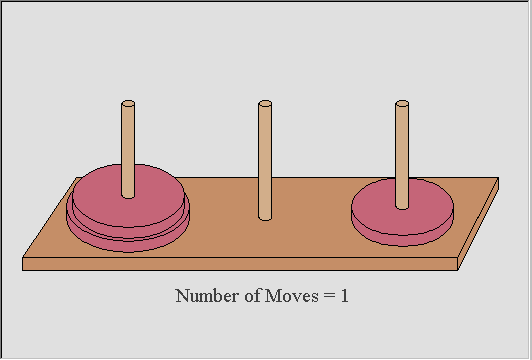 Number of Moves = 1